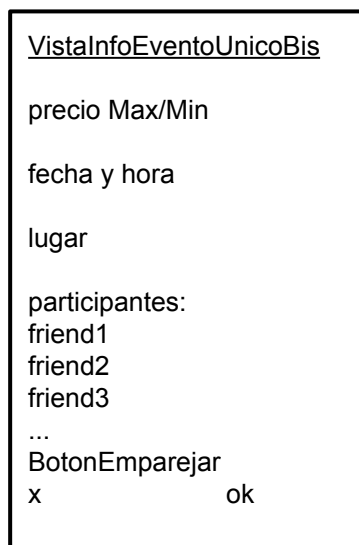 VistaInfoEventoUnicoBis
precio Max/Min
fecha y hora
lugar
participantes:
friend1
friend2
friend3
...
BotonEmparejar
x ok